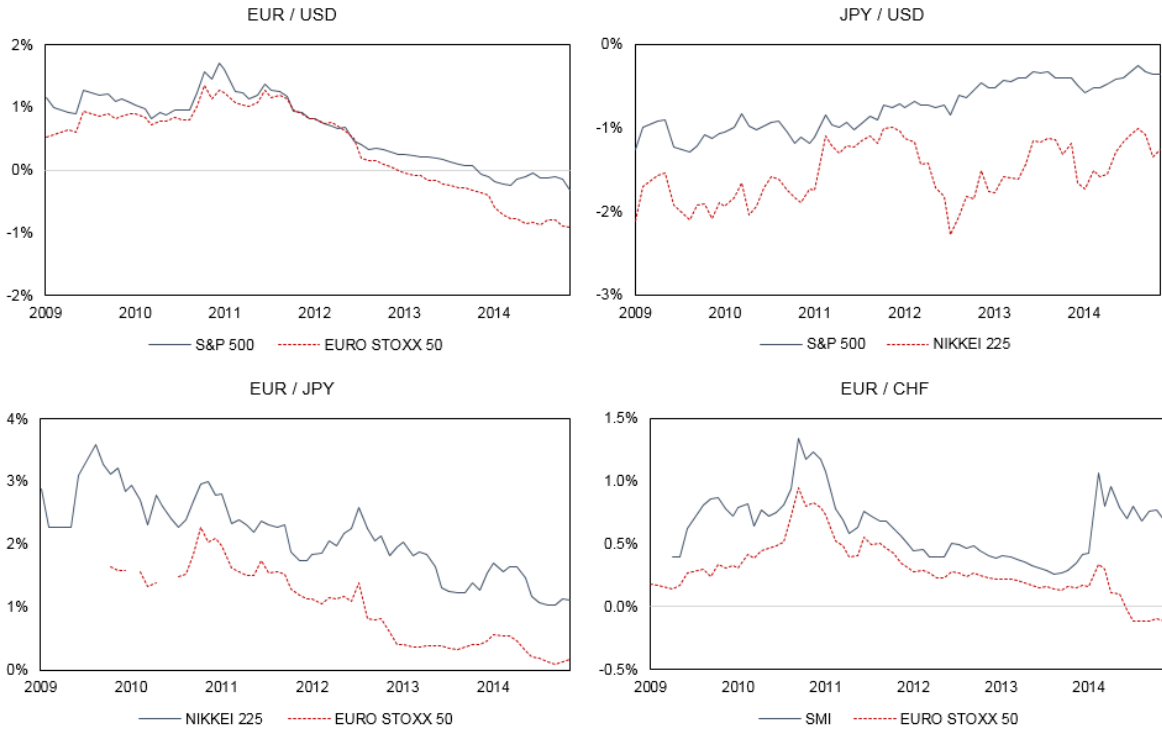 EUR / USD
2%
1%
0%
-1%
-2%
2009 2010 2011 2012 2013 2014
S&P 500 EURO STOXX 50
JPY / USD
0%
-1%
-2%
-3%
2009 2010 2011 2012 2013 2014
S&P 500 NIKKEI 225
EUR / JPY
4%
3%
2%
1%
0%
2009 2010 2011 2012 2013 2014
NIKKEI 225 EURO STOXX 50
EUR / CHF
1.5%
1.0%
0.5%
0.0%
-0.5%
2009 2010 2011 2012 2013 2014
SMI EURO STOXX 50